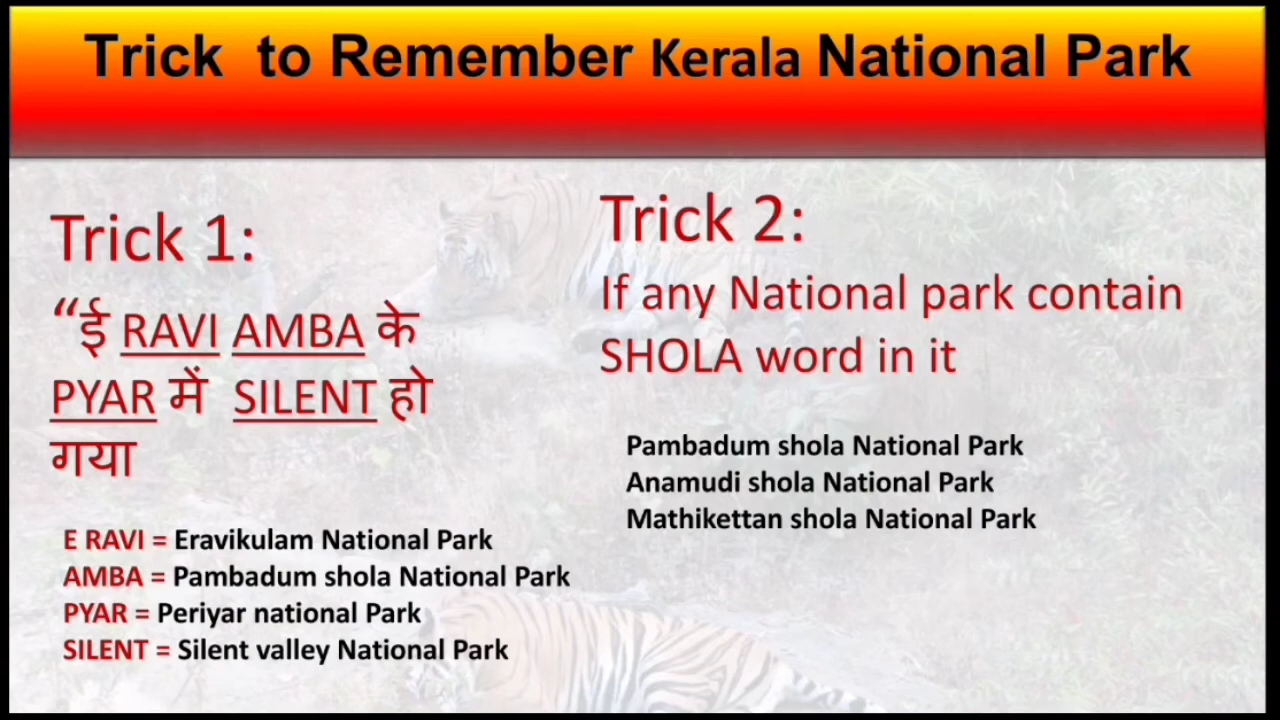 Trick to Remember Kerala National Park
Trick 1:
“ई RAVI AMBA के
PYAR में SILENT हो
गया
E RAVI = Eravikulam National Park
AMBA = Pambadum shola National Park
PYAR = Periyar national Park
SILENT = Silent valley National Park
Trick 2:
If any National park contain
SHOLA word in it
Pambadum shola National Park
Anamudi shola National Park
Mathikettan shola National Park